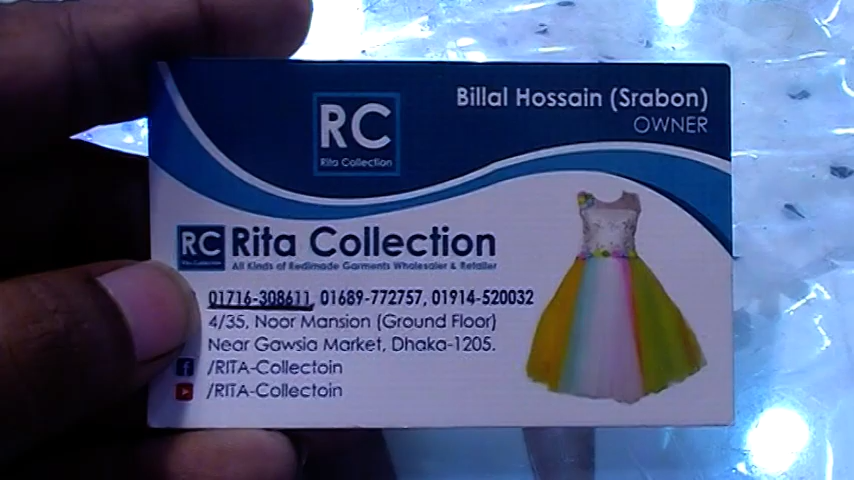 RC
Rita Collection
Billal Hossain (Srabon)
OWNER
RC Rita Collection
Rita Collection
All Kinds of Redimade Garments Wholesaler & Retailer
01716-308611, 01689-772757, 01914-520032
4/35, Noor Mansion (Ground Floor)
Near Gawsia Market, Dhaka-1205.
/RITA-Collectoin
/RITA-Collectoin